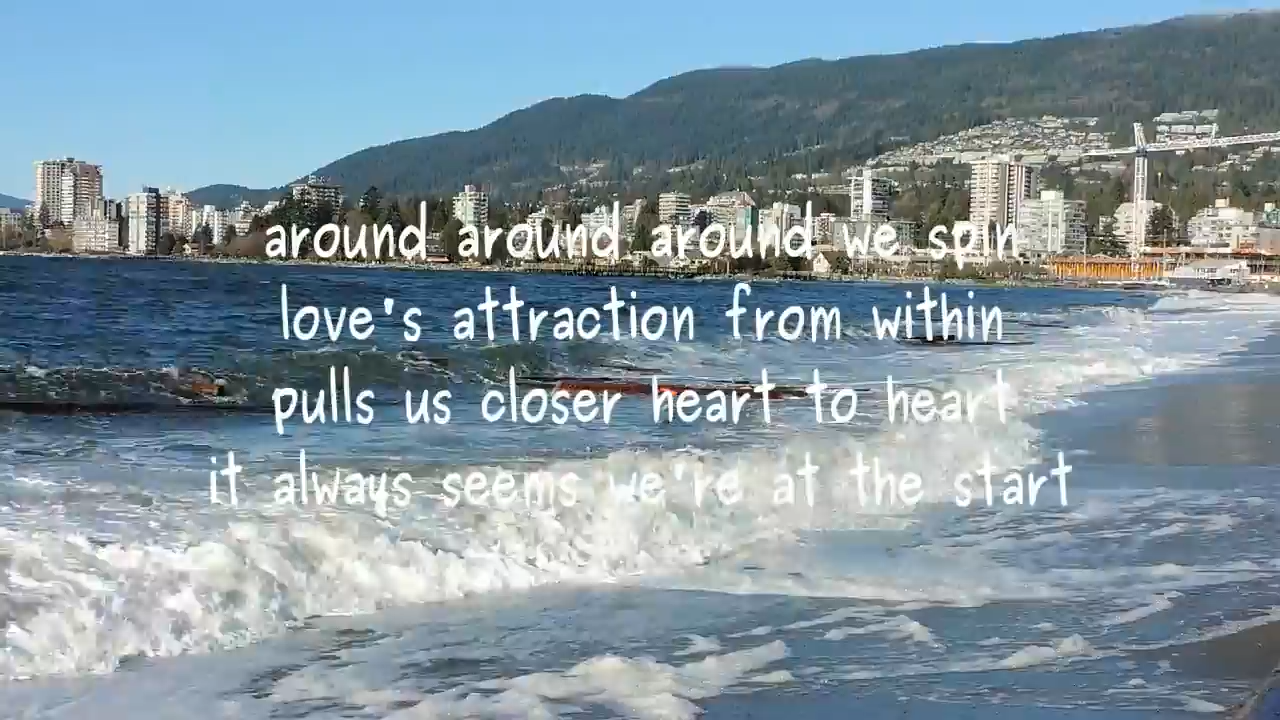 around around around we spin
love's attraction from within
pulls us closer heart to heart
it always seems we're at the start